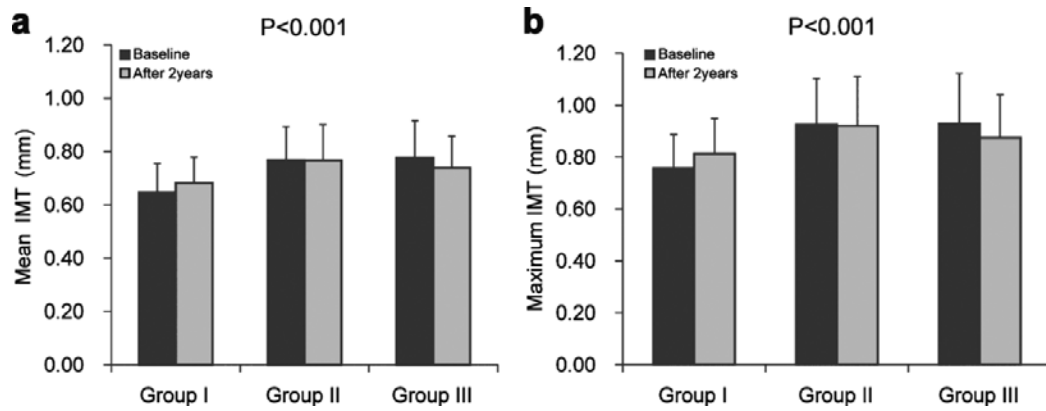 a
P<0.001
1.20
1.00
0.80
0.60
0.40
0.20
0.00
Mean IMT (mm)
Baseline
After 2years
Group I Group II Group III
b
P<0.001
1.20
1.00
0.80
0.60
0.40
0.20
0.00
Maximum IMT (mm)
Baseline
After 2years
Group I Group II Group III